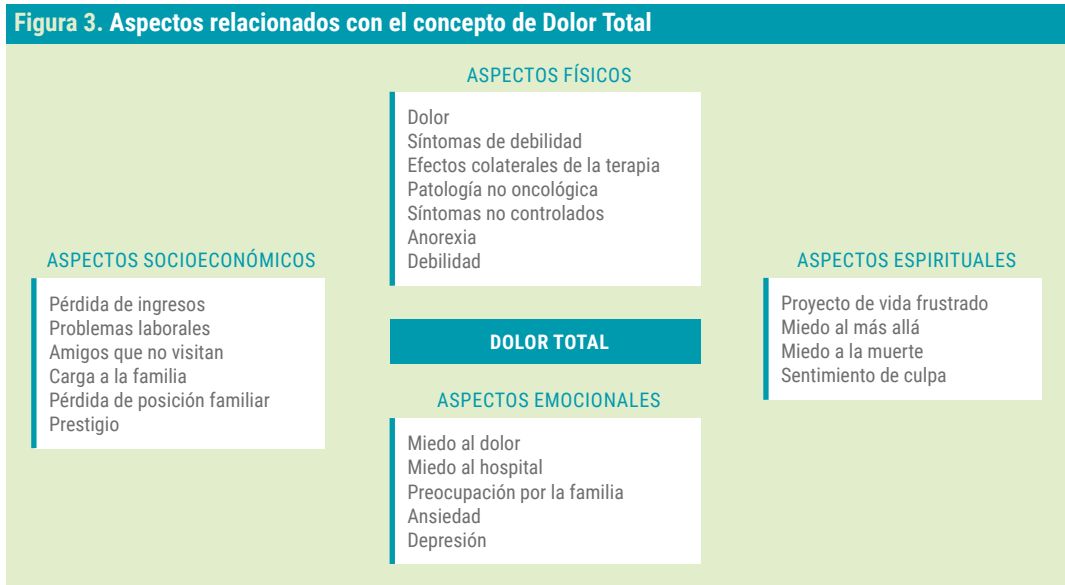 Figura 3. Aspectos relacionados con el concepto de Dolor Total
ASPECTOS FÍSICOS
Dolor
Síntomas de debilidad
Efectos colaterales de la terapia
Patología no oncológica
Síntomas no controlados
Anorexia
Debilidad
ASPECTOS SOCIOECONÓMICOS
Pérdida de ingresos
Problemas laborales
Amigos que no visitan
Carga a la familia
Pérdida de posición familiar
Prestigio
DOLOR TOTAL
ASPECTOS ESPIRITUALES
Proyecto de vida frustrado
Miedo al más allá
Miedo a la muerte
Sentimiento de culpa
ASPECTOS EMOCIONALES
Miedo al dolor
Miedo al hospital
Preocupación por la familia
Ansiedad
Depresión